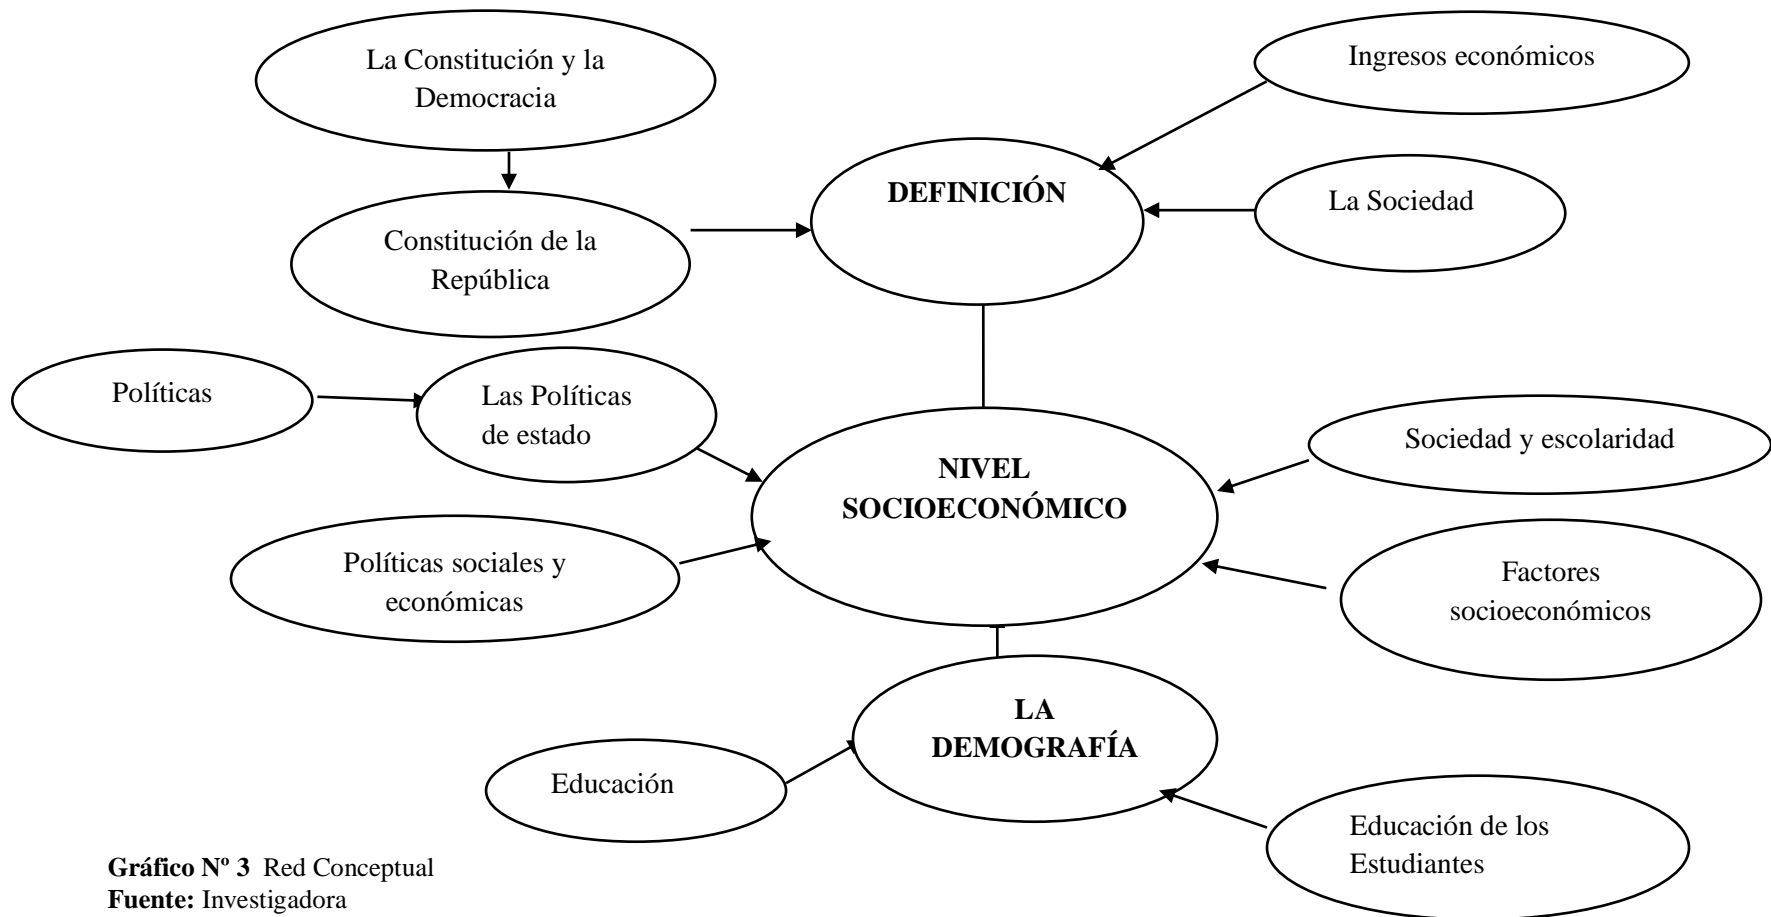 La Constitución y la
Democracia
Ingresos económicos
DEFINICIÓN
La Sociedad
Constitución de la
República
Políticas
Las Políticas
de estado
Sociedad y escolaridad
NIVEL
SOCIOECONÓMICO
Políticas sociales y
económicas
Factores
socioeconómicos
LA
DEMOGRAFÍA
Educación
Educación de los
Estudiantes
Gráfico Nº 3 Red Conceptual
Fuente: Investigadora